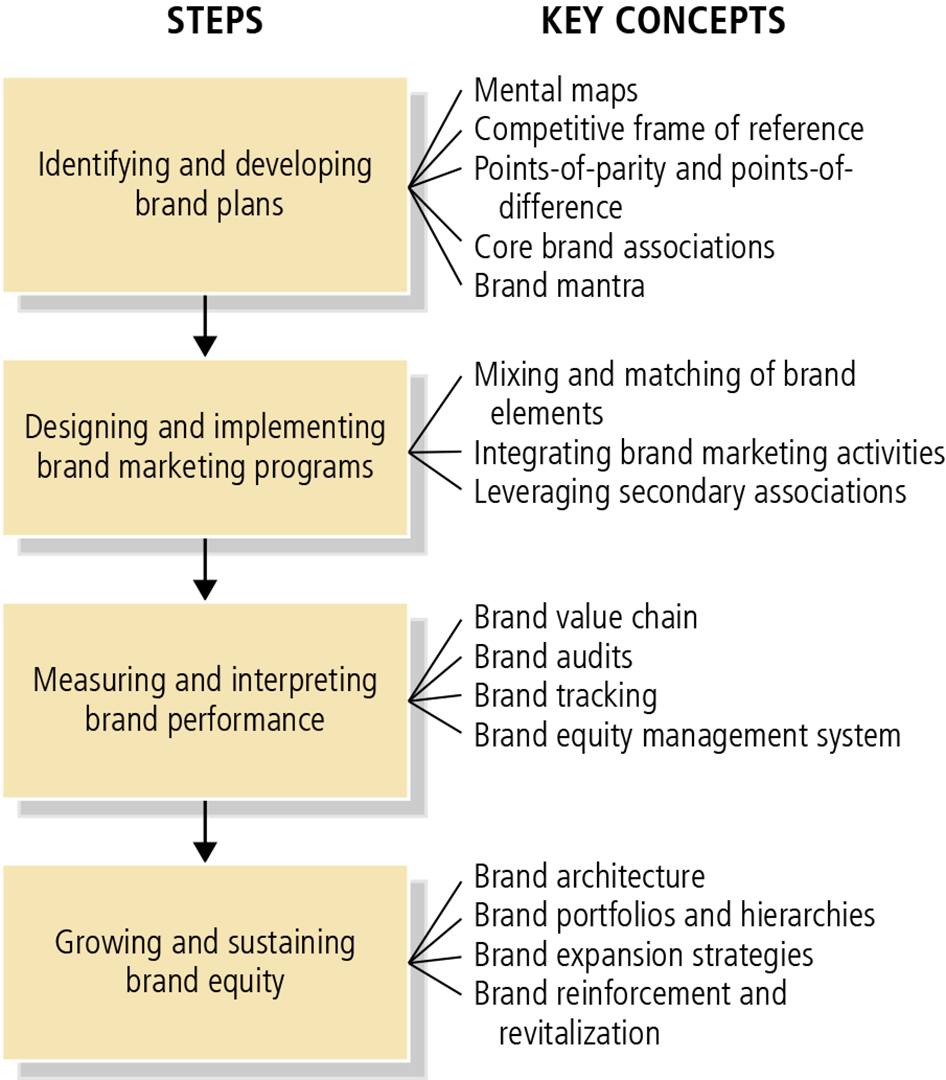 STEPS
KEY CONCEPTS
Identifying and developing
brand plans
Mental maps
Competitive frame of reference
Points-of-parity and points-of-
difference
Core brand associations
Brand mantra
Designing and implementing
brand marketing programs
Mixing and matching of brand
elements
Integrating brand marketing activities
Leveraging secondary associations
Measuring and interpreting
brand performance
Brand value chain
Brand audits
Brand tracking
Brand equity management system
Growing and sustaining
brand equity
Brand architecture
Brand portfolios and hierarchies
Brand expansion strategies
Brand reinforcement and
revitalization